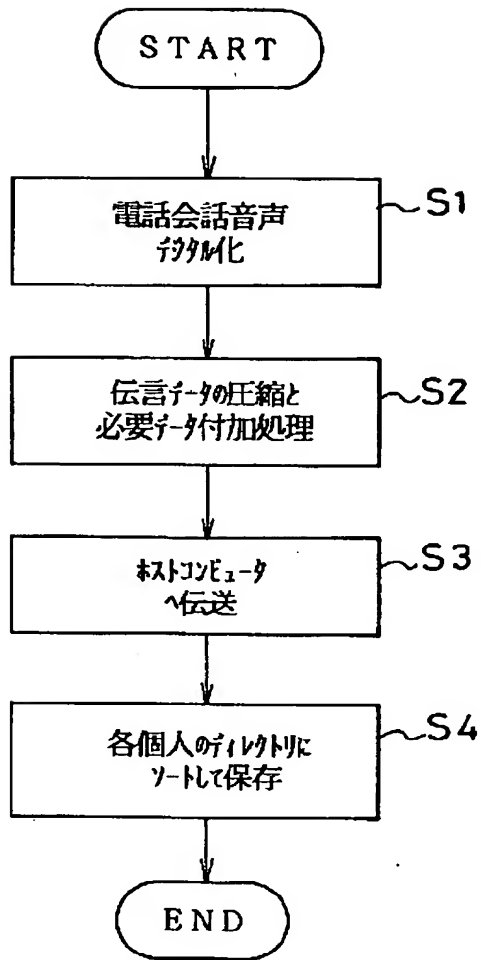 START
電話会話音声
デジタル化
S1
伝言データの圧縮と
必要データ付加処理
S2
ホストコンピュータ
へ伝送
S3
各個人のディレクトリに
ソートして保存
S4
END